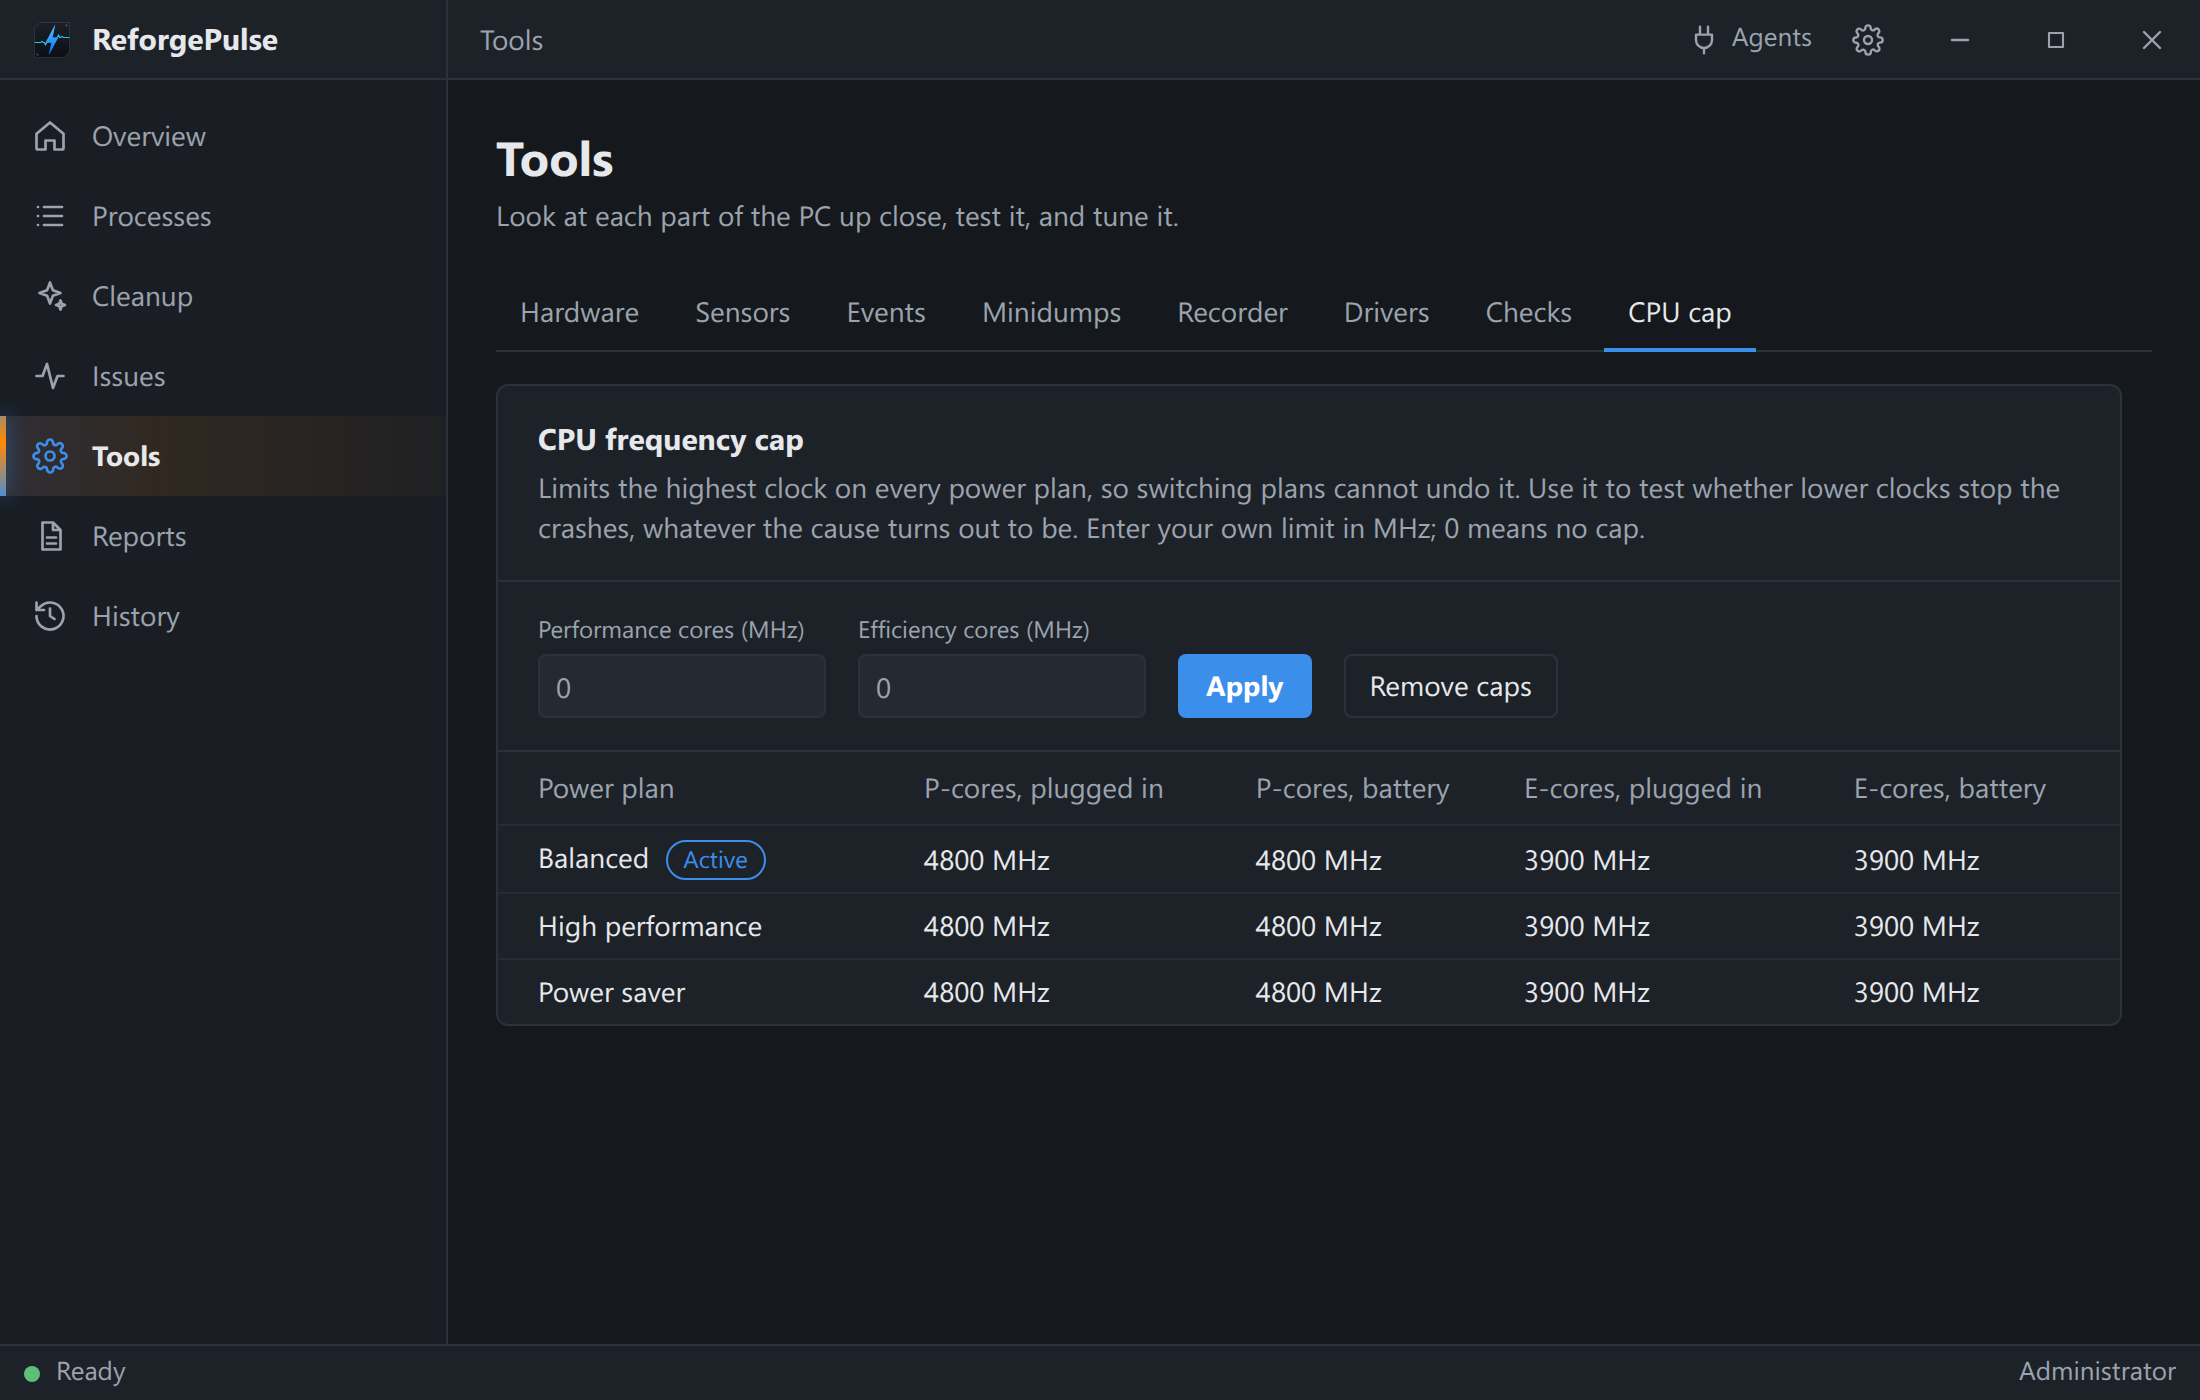 ReforgePulse
Tools
Agents
Overview
Processes
Cleanup
Issues
Tools
Reports
History
Tools
Look at each part of the PC up close, test it, and tune it.
Hardware Sensors Events Minidumps Recorder Drivers Checks CPU cap
CPU frequency cap
Limits the highest clock on every power plan, so switching plans cannot undo it. Use it to test whether lower clocks stop the
crashes, whatever the cause turns out to be. Enter your own limit in MHz; 0 means no cap.
Performance cores (MHz) Efficiency cores (MHz)
0 0 Apply Remove caps
Power plan P-cores, plugged in P-cores, battery E-cores, plugged in E-cores, battery
Balanced Active 4800 MHz 4800 MHz 3900 MHz 3900 MHz
High performance 4800 MHz 4800 MHz 3900 MHz 3900 MHz
Power saver 4800 MHz 4800 MHz 3900 MHz 3900 MHz
Ready
Administrator